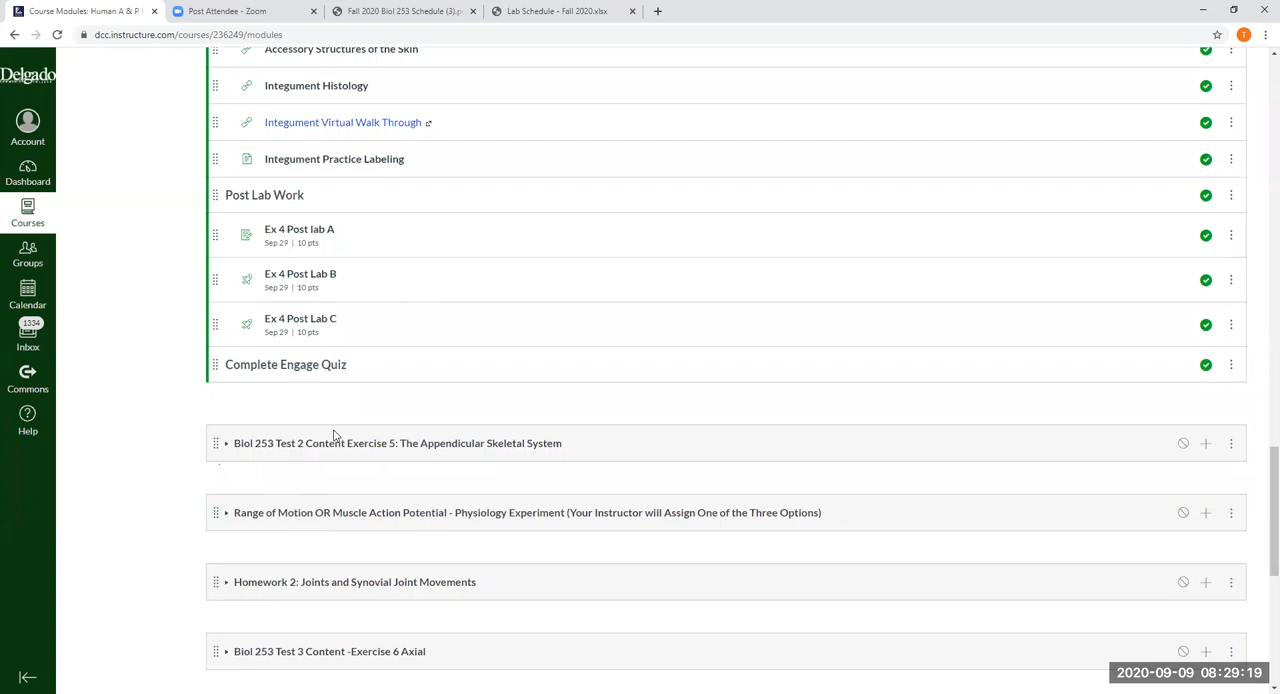 Course Modules: Human A & P I
Post Attendee - Zoom
Fall 2020 Biol 253 Schedule (3).p
Lab Schedule - Fall 2020.xlsx
dcc.instructure.com/courses/236249/modules
T
Delgado
Account
Dashboard
Courses
Groups
Calendar
1334
Inbox
Commons
Help
Accessory Structures of the Skin
Integument Histology
Integument Virtual Walk Through
Integument Practice Labeling
Post Lab Work
Ex 4 Post lab A
Sep 29 | 10 pts
Ex 4 Post Lab B
Sep 29 | 10 pts
Ex 4 Post Lab C
Sep 29 | 10 pts
Complete Engage Quiz
Biol 253 Test 2 Content Exercise 5: The Appendicular Skeletal System
Range of Motion OR Muscle Action Potential - Physiology Experiment (Your Instructor will Assign One of the Three Options)
Homework 2: Joints and Synovial Joint Movements
Biol 253 Test 3 Content -Exercise 6 Axial
2020-09-09 08:29:19